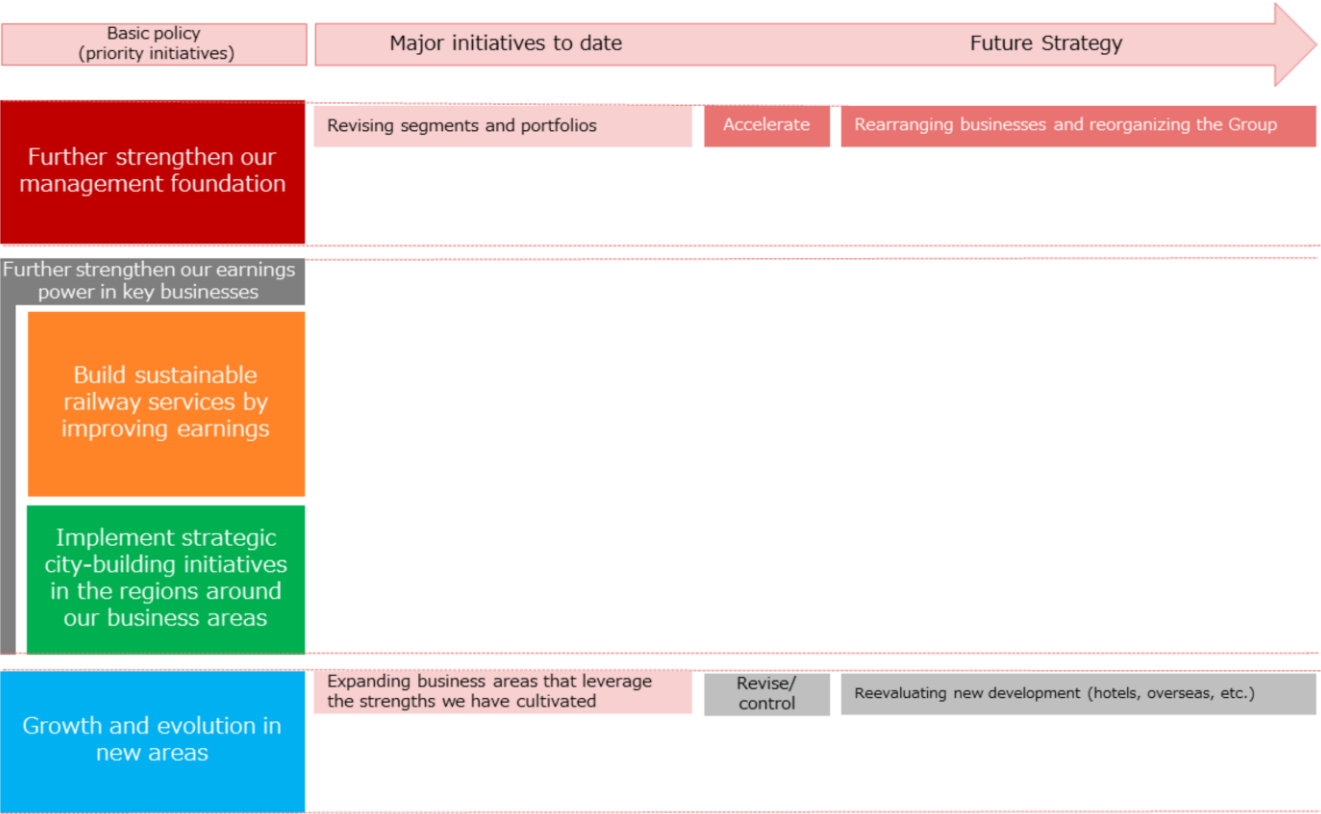 Basic policy
(priority initiatives)
Major initiatives to date
Future Strategy
Further strengthen our
management foundation
Revising segments and portfolios
Accelerate
Rearranging businesses and reorganizing the Group
Further strengthen our earnings
power in key businesses
Build sustainable
railway services by
improving earnings
Implement strategic
city-building initiatives
in the regions around
our business areas
Growth and evolution in
new areas
Expanding business areas that leverage
the strengths we have cultivated
Revise/
control
Reevaluating new development (hotels, overseas, etc.)